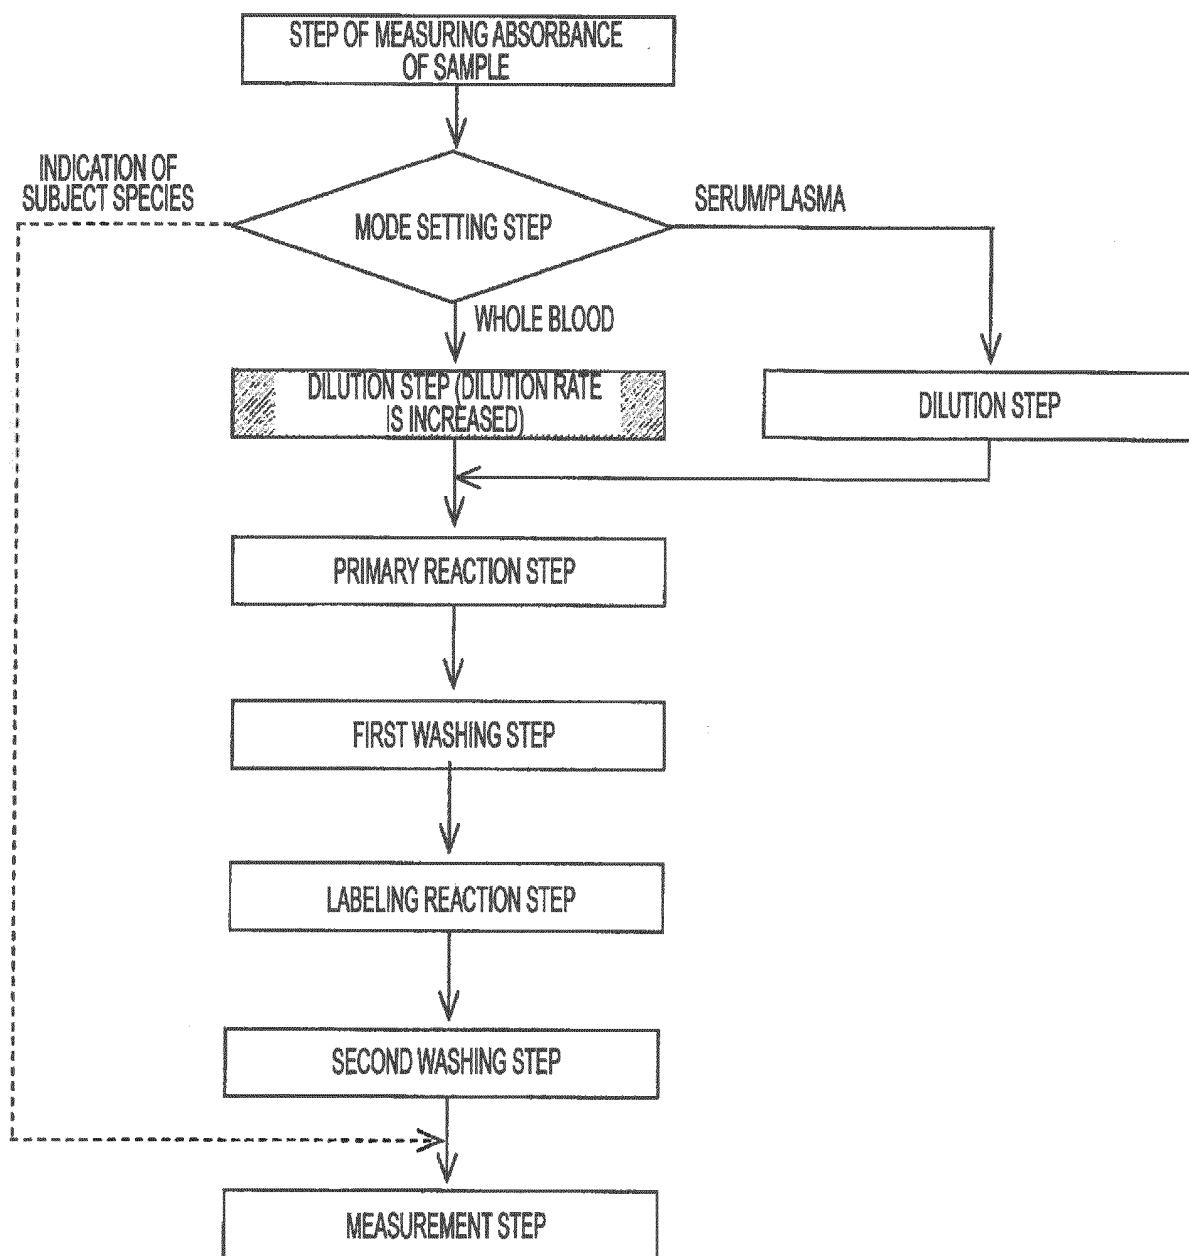 STEP OF MEASURING ABSORBANCE
OF SAMPLE
INDICATION OF
SUBJECT SPECIES
SERUM/PLASMA
MODE SETTING STEP
WHOLE BLOOD
DILUTION STEP (DILUTION RATE
IS INCREASED)
DILUTION STEP
PRIMARY REACTION STEP
FIRST WASHING STEP
LABELING REACTION STEP
SECOND WASHING STEP
MEASUREMENT STEP